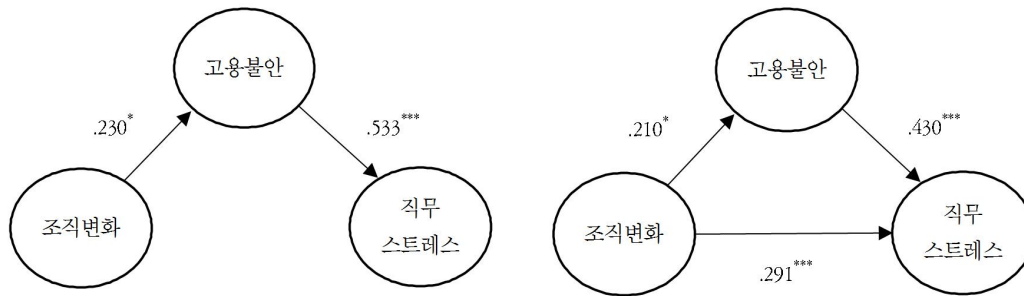 고용불안
.230*
.533***
조직변화
직무
스트레스
고용불안
.210*
.430***
조직변화
직무
스트레스
.291***